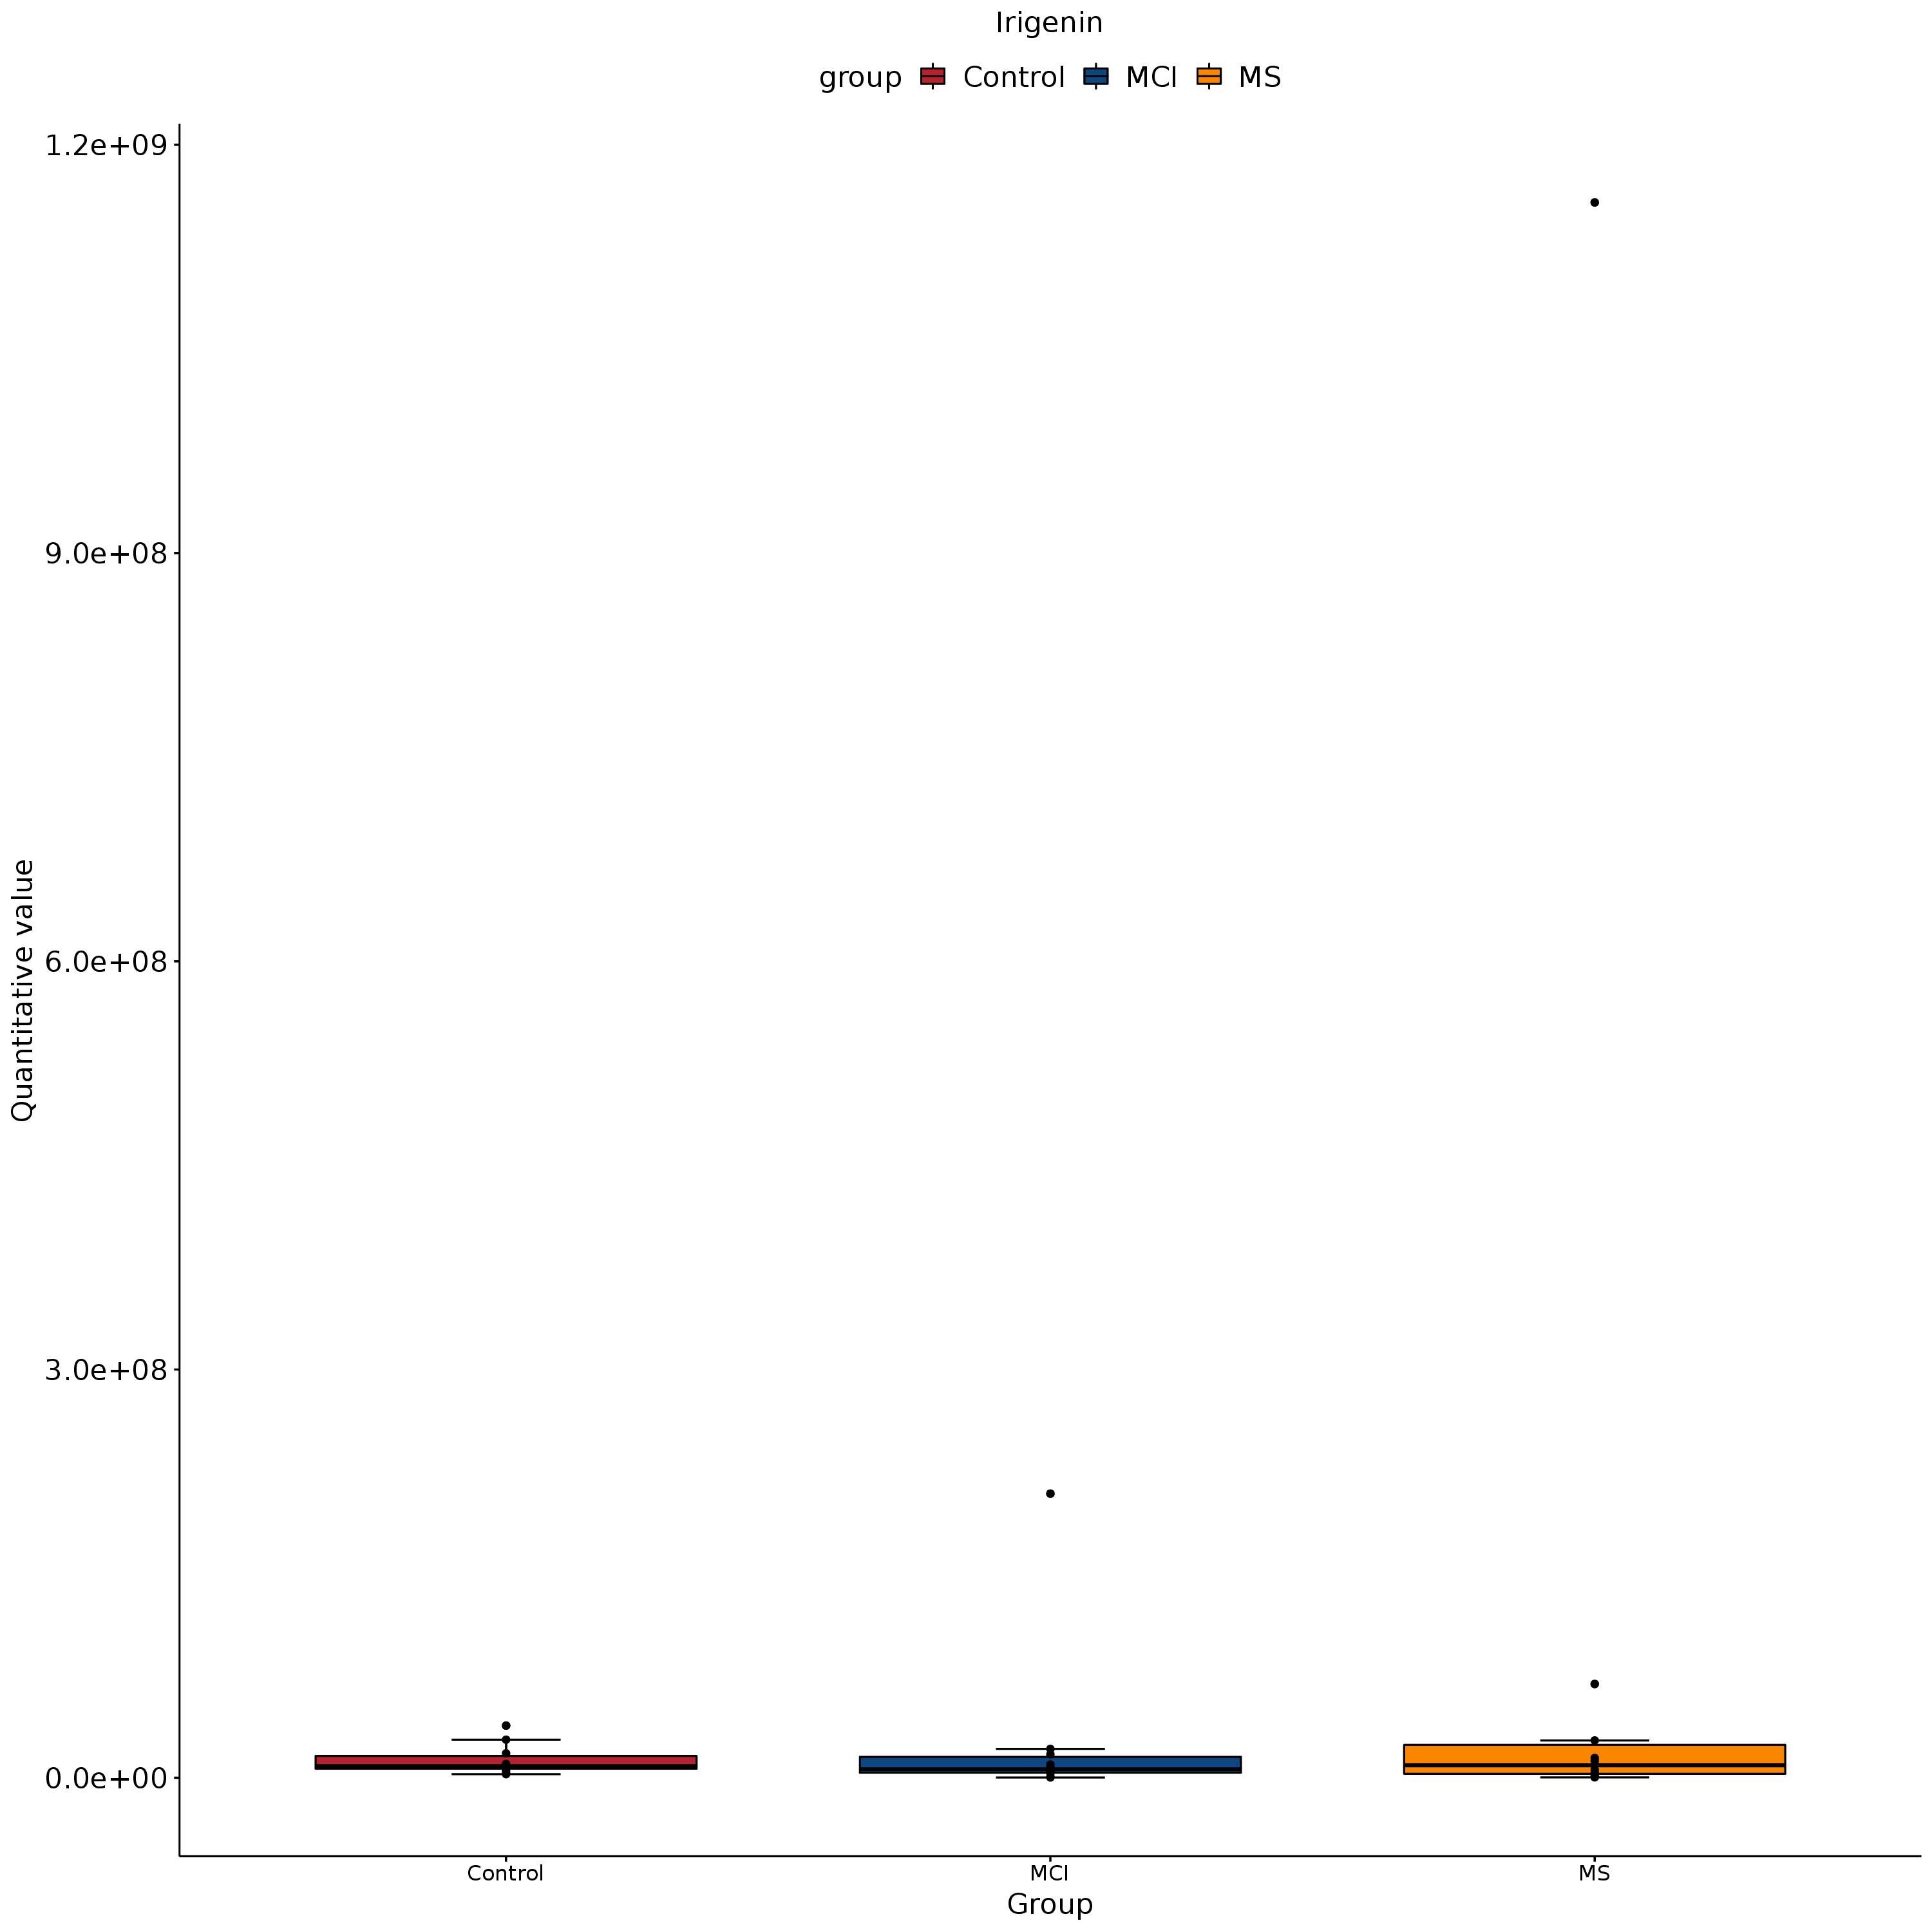 Irigenin
group Control MCI MS
1.2e+09
9.0e+08
6.0e+08
3.0e+08
0.0e+00
Quantitative value
Control MCI MS
Group